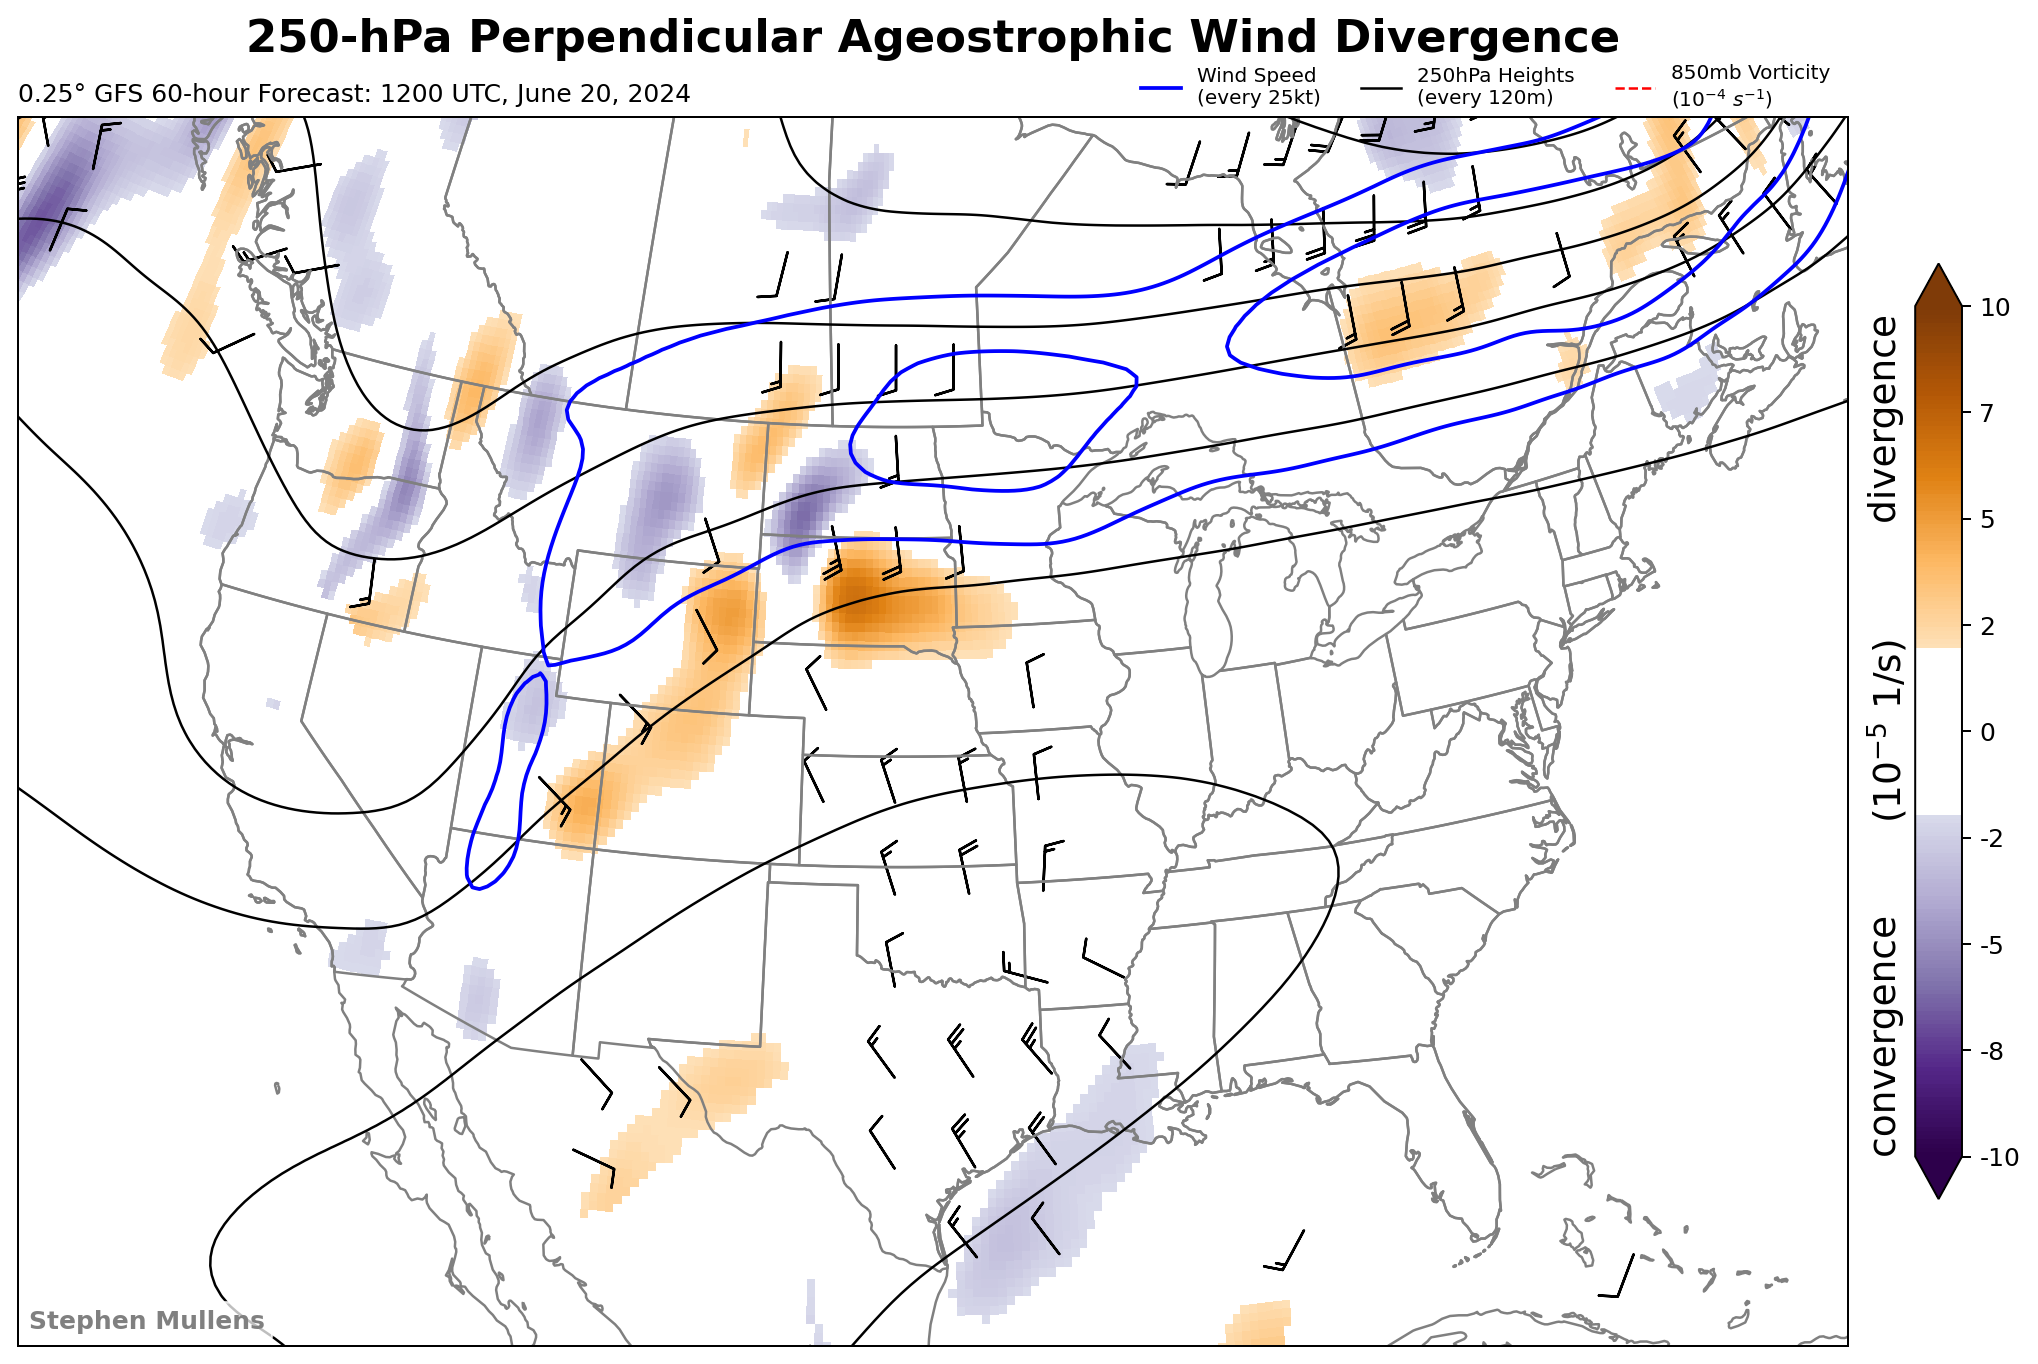 250-hPa Perpendicular Ageostrophic Wind Divergence
0.25° GFS 60-hour Forecast: 1200 UTC, June 20, 2024
Wind Speed
(every 25kt)
250hPa Heights
(every 120m)
850mb Vorticity
(10⁻⁴ s⁻¹)
10
7
5
2
0
-2
-5
-8
-10
convergence (10⁻⁵ 1/s) divergence
Stephen Mullens